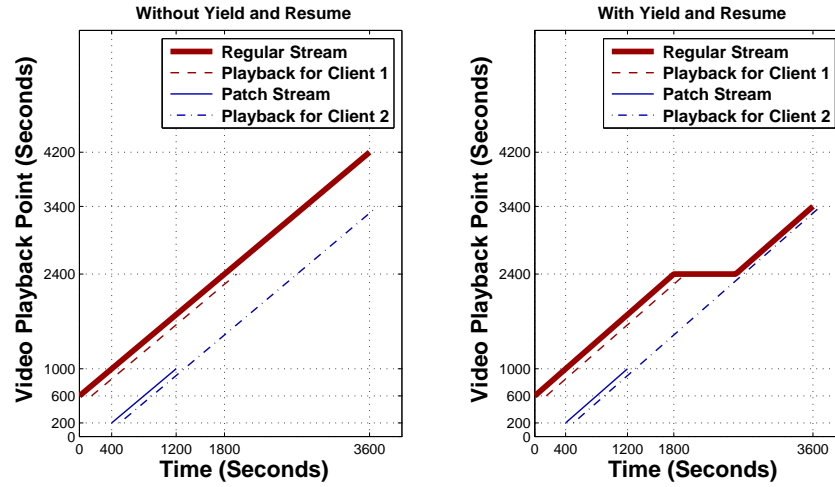 Without Yield and Resume
Regular Stream
Playback for Client 1
Patch Stream
Playback for Client 2
Video Playback Point (Seconds)
4200
3400
2400
1000
600
200
0
0 400 1200 1800 3600
Time (Seconds)
With Yield and Resume
Regular Stream
Playback for Client 1
Patch Stream
Playback for Client 2
Video Playback Point (Seconds)
4200
3400
2400
1000
600
200
0
0 400 1200 1800 3600
Time (Seconds)